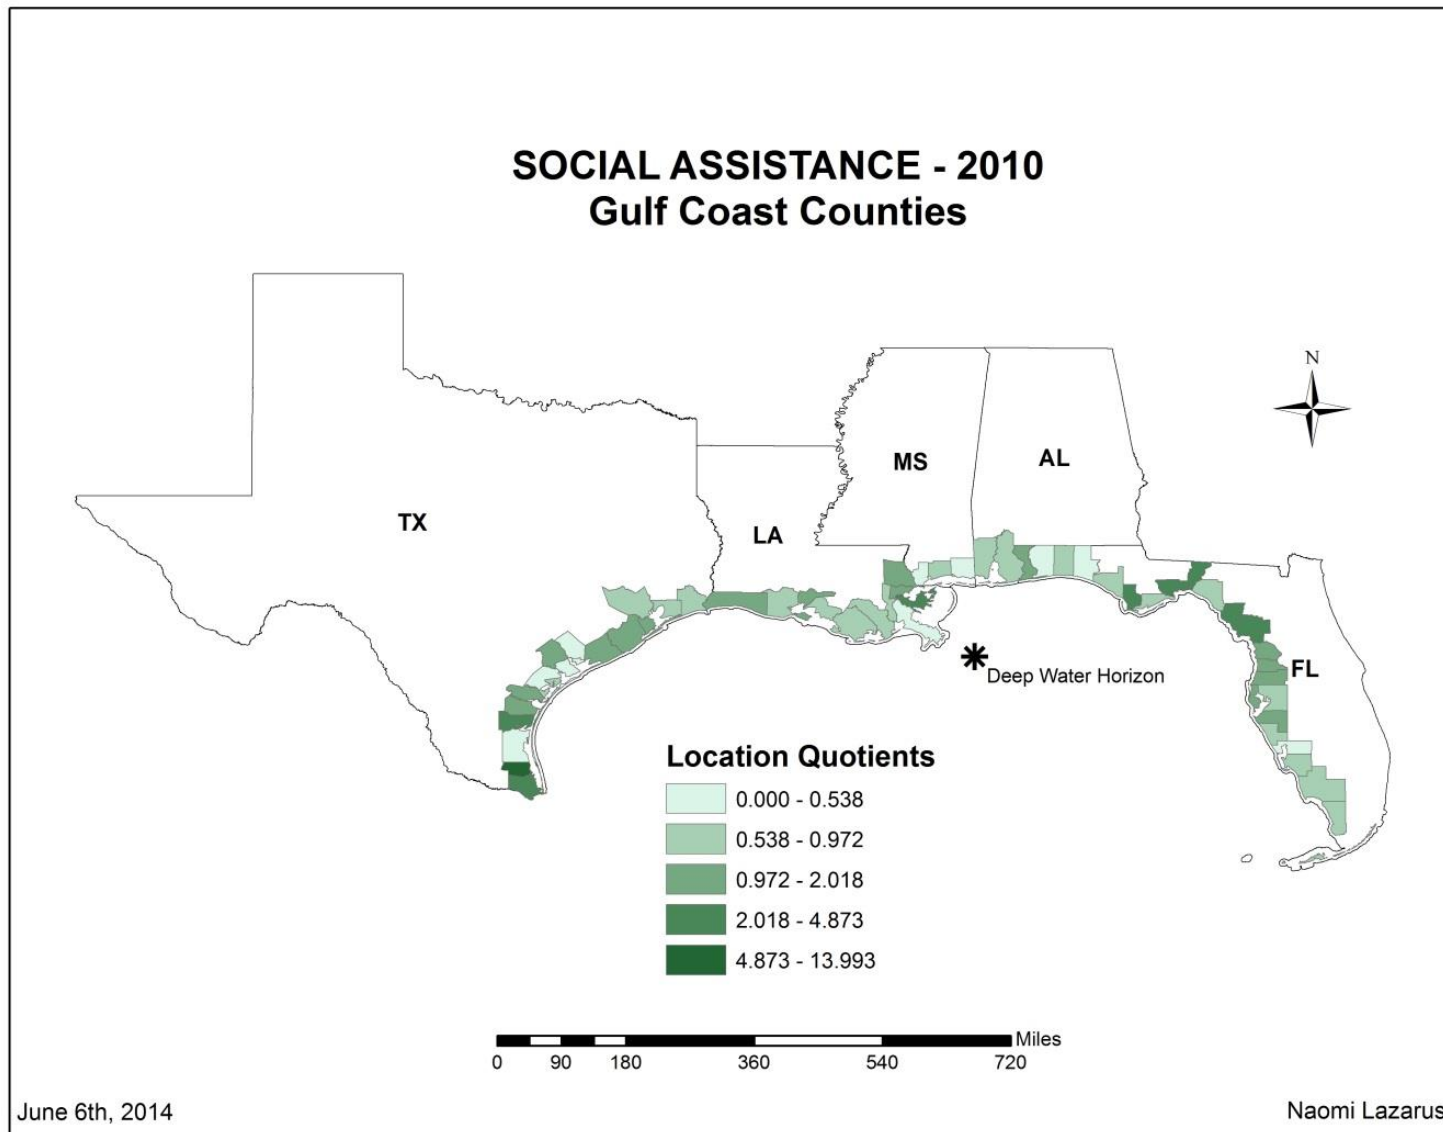 SOCIAL ASSISTANCE - 2010
Gulf Coast Counties
N
MS
AL
TX
LA
FL
Deep Water Horizon
Location Quotients
0.000 - 0.538
0.538 - 0.972
0.972 - 2.018
2.018 - 4.873
4.873 - 13.993
Miles
0 90 180 360 540 720
June 6th, 2014
Naomi Lazarus